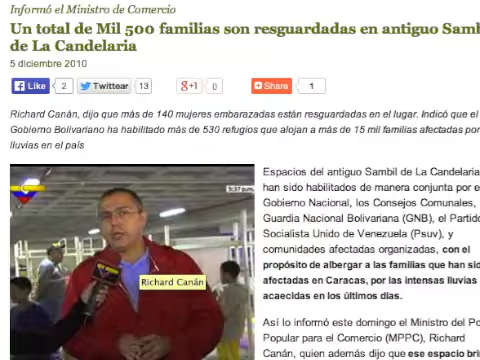 Informó el Ministro de Comercio
Un total de Mil 500 familias son resguardadas en antiguo Samb
de La Candelaria
5 diciembre 2010
Like 2 Twittear 13 g+1 0 Share 1
Richard Canán, dijo que más de 140 mujeres embarazadas están resguardadas en el lugar. Indicó que el
Gobierno Bolivariano ha habilitado más de 530 refugios que alojan a más de 15 mil familias afectadas por
lluvias en el país
5:37 pm.
Richard Canán
Espacios del antiguo Sambil de La Candelaria
han sido habilitados de manera conjunta por e
Gobierno Nacional, los Consejos Comunales,
Guardia Nacional Bolivariana (GNB), el Partido
Socialista Unido de Venezuela (Psuv), y
comunidades afectadas organizadas, con el
propósito de albergar a las familias que han sid
afectadas en Caracas, por las intensas lluvias
acaecidas en los últimos días.
Así lo informó este domingo el Ministro del Po
Popular para el Comercio (MPPC), Richard
Canán, quien además dijo que ese espacio bri